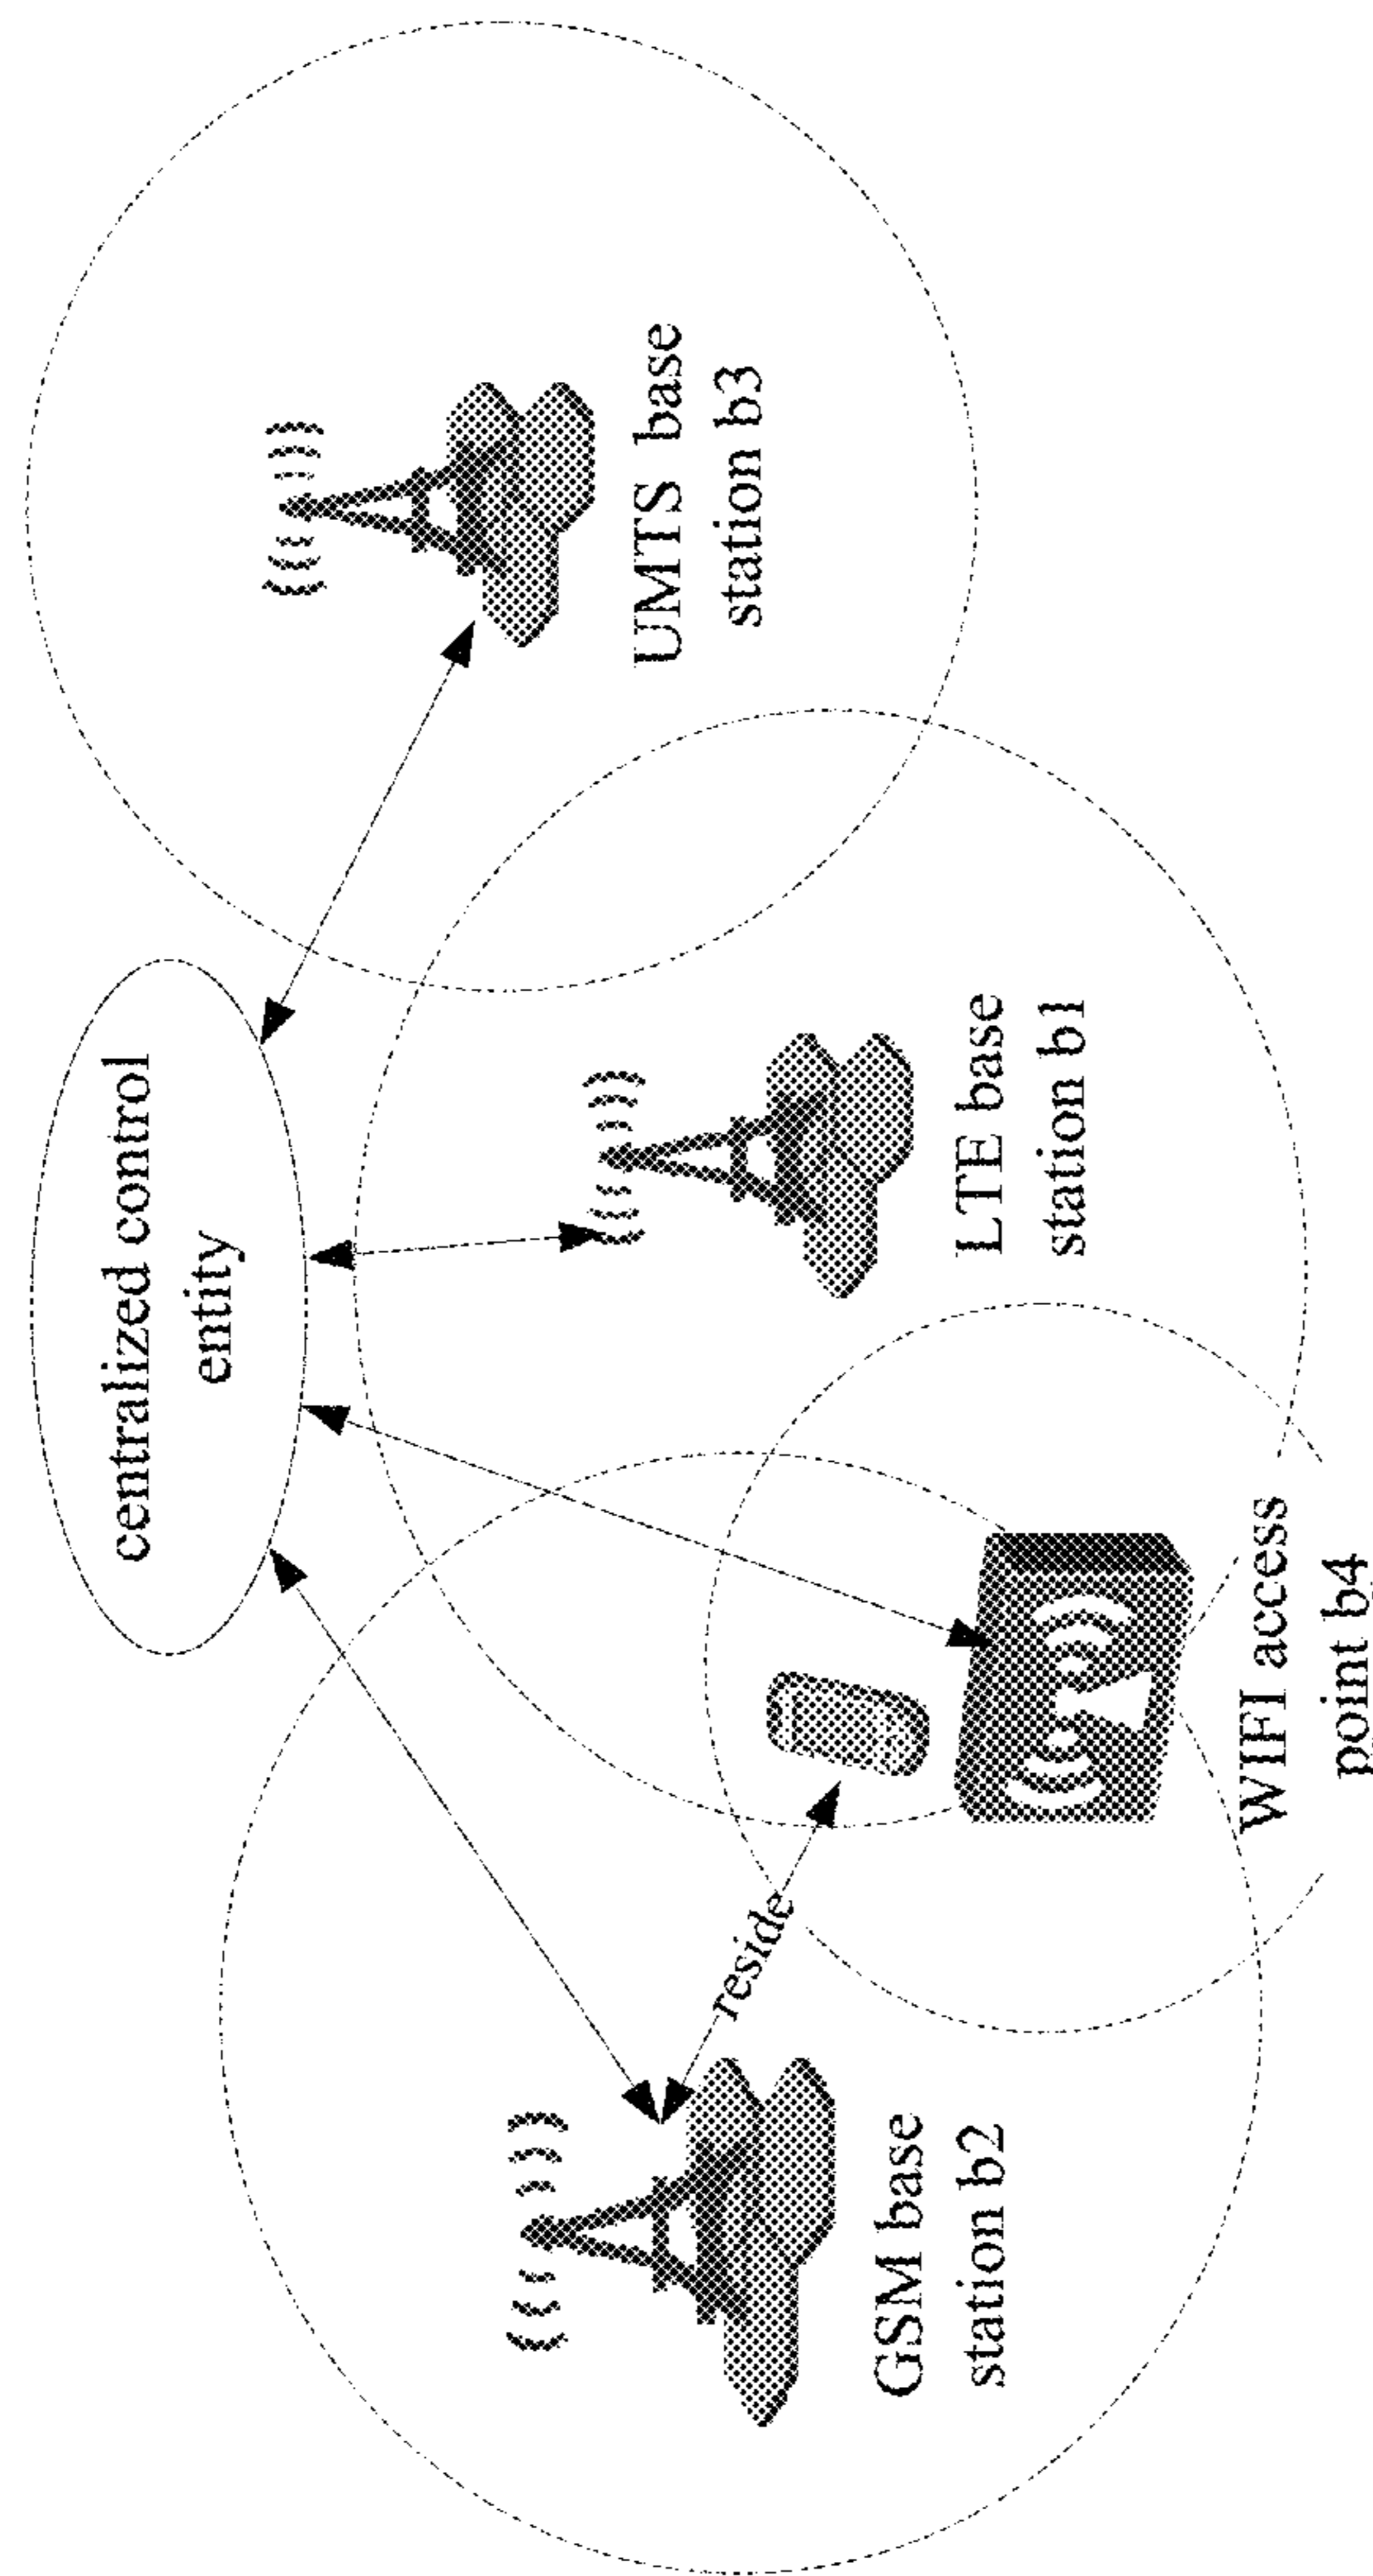 centralized control
entity
UMTS base
station b3
LTE base
station b1
reside
GSM base
station b2
WIFI access
point b4